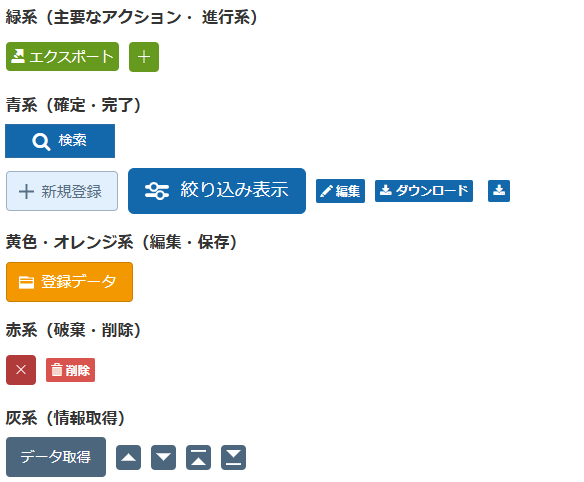 緑系（主要なアクション・ 進行系）
エクスポート
青系（確定・完了）
検索
新規登録 絞り込み表示 編集 ダウンロード
黄色・オレンジ系（編集・保存）
登録データ
赤系（破棄・削除）
削除
灰系（情報取得）
データ取得